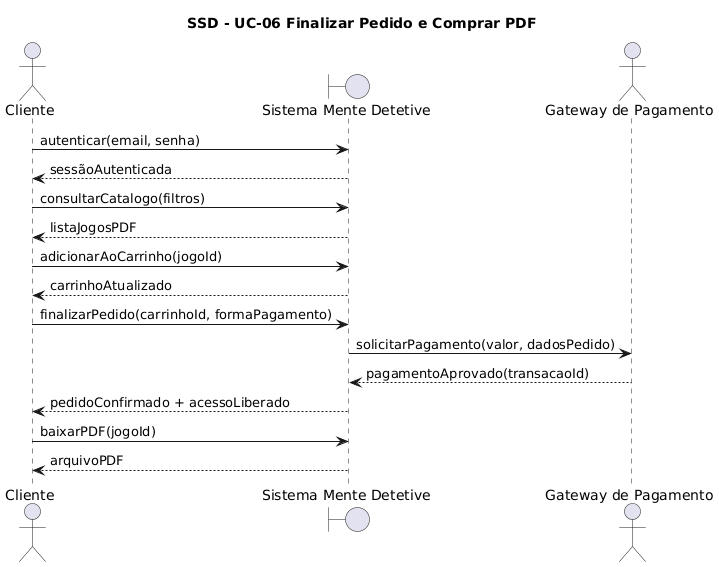 SSD - UC-06 Finalizar Pedido e Comprar PDF
Cliente
Sistema Mente Detetive
Gateway de Pagamento
autenticar(email, senha)
sessãoAutenticada
consultarCatalogo(filtros)
listaJogosPDF
adicionarAoCarrinho(jogoId)
carrinhoAtualizado
finalizarPedido(carrinhoId, formaPagamento)
solicitarPagamento(valor, dadosPedido)
pagamentoAprovado(transacaoId)
pedidoConfirmado + acessoLiberado
baixarPDF(jogoId)
arquivoPDF
Cliente
Sistema Mente Detetive
Gateway de Pagamento